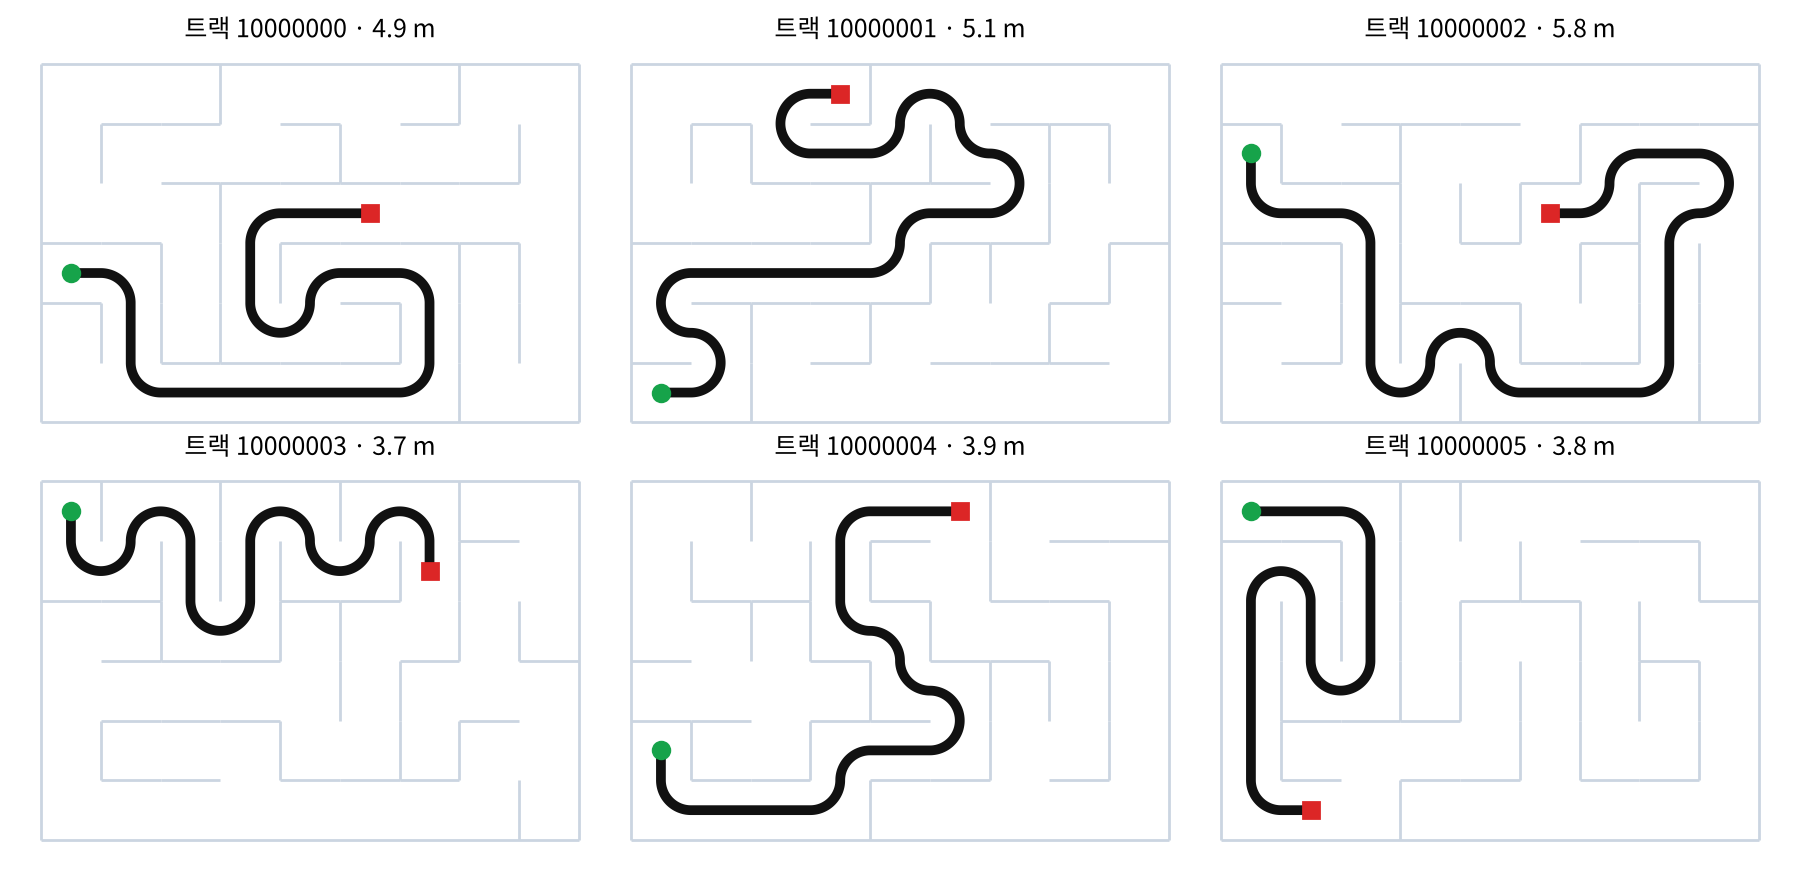 트랙 10000000 · 4.9 m
트랙 10000001 · 5.1 m
트랙 10000002 · 5.8 m
트랙 10000003 · 3.7 m
트랙 10000004 · 3.9 m
트랙 10000005 · 3.8 m